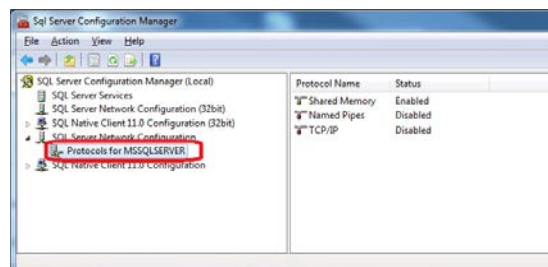 Sql Server Configuration Manager
File Action View Help
SQL Server Configuration Manager (Local)
SQL Server Services
SQL Server Network Configuration (32bit)
SQL Native Client 11.0 Configuration (32bit)
SQL Server Network Configuration
Protocols for MSSQLSERVER
SQL Native Client 11.0 Configuration
Protocol Name Status
Shared Memory Enabled
Named Pipes Disabled
TCP/IP Disabled